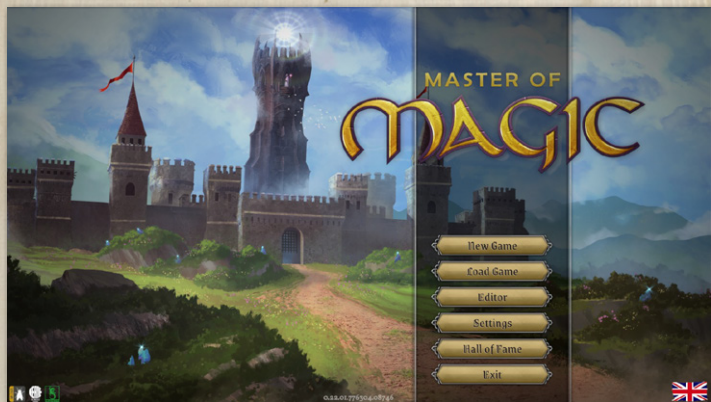 MASTER OF
MAGIC
New Game
Load Game
Editor
Settings
Hall of Fame
Exit